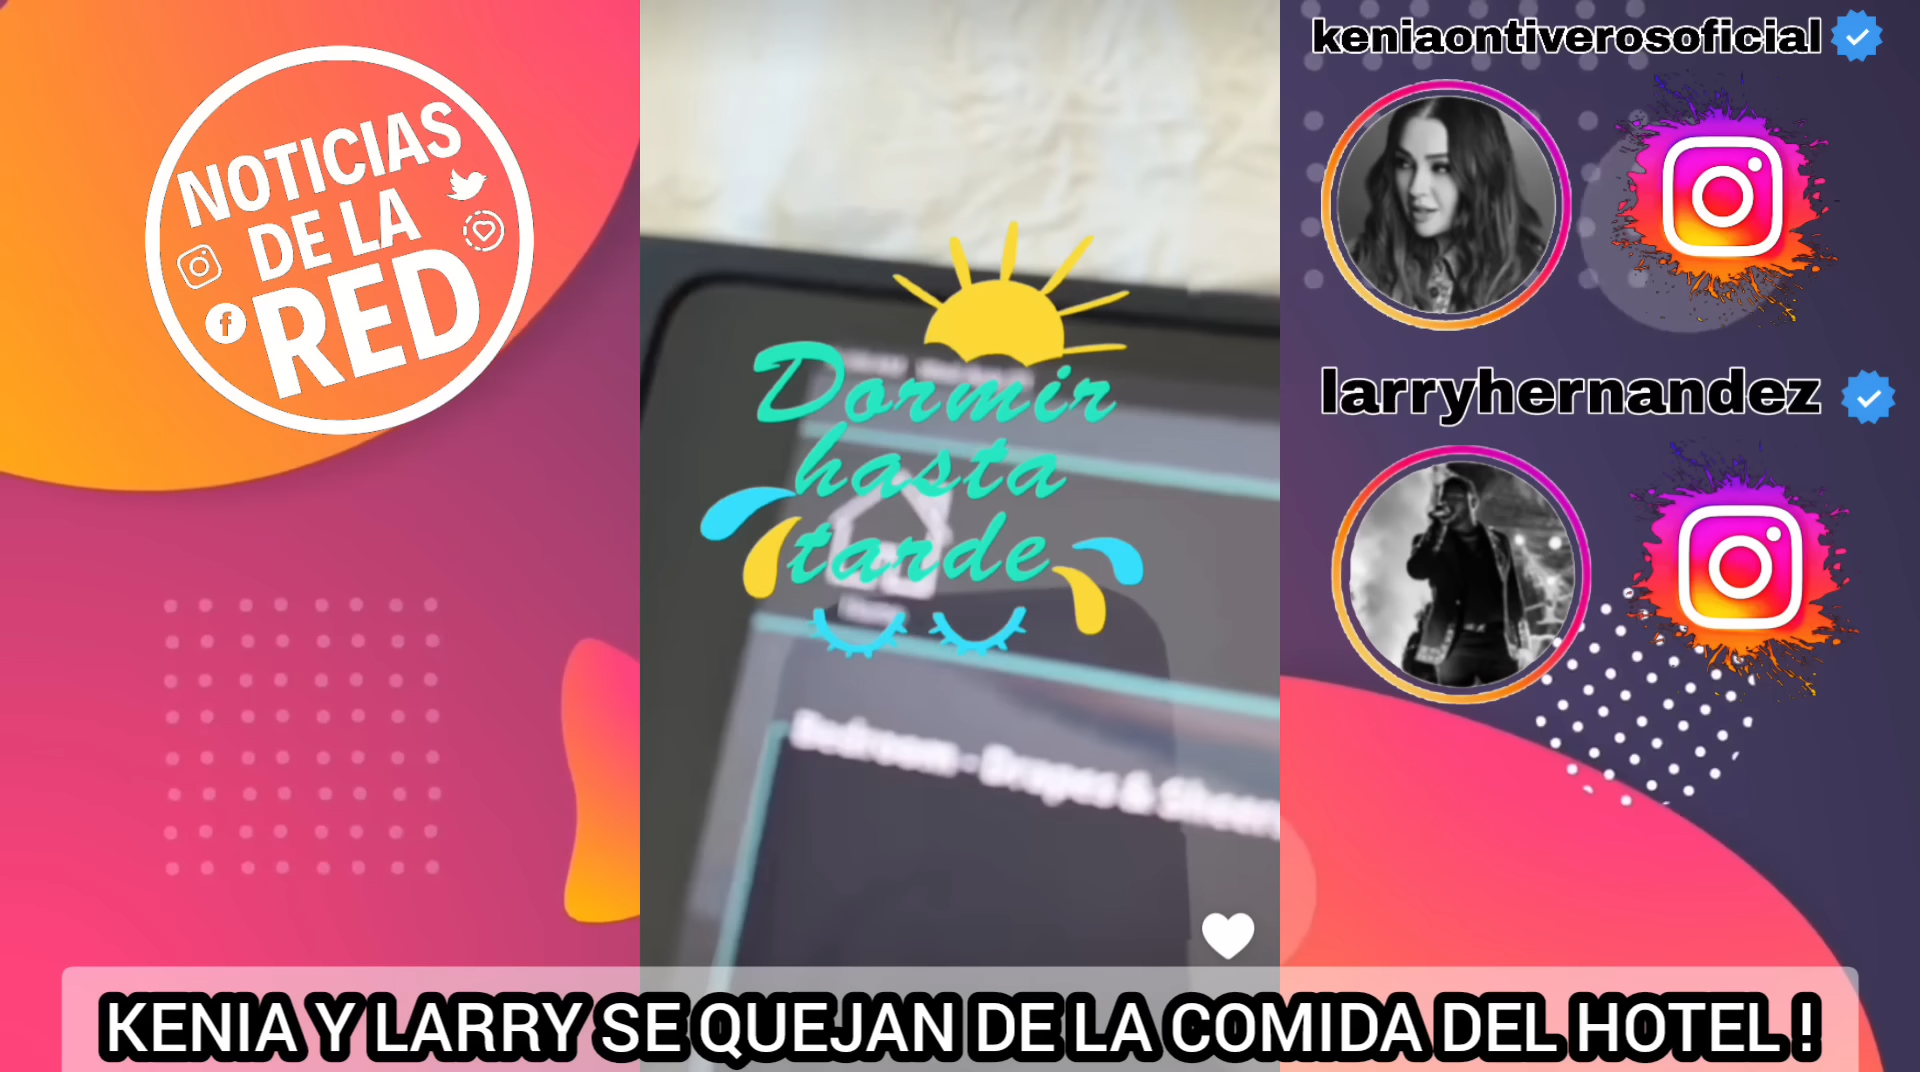 NOTICIAS
DE LA
RED
Dormir
hasta
tarde
Bedroom - Drapes & Sheers
keniaontiverosoficial
larryhernandez
KENIA Y LARRY SE QUEJAN DE LA COMIDA DEL HOTEL !